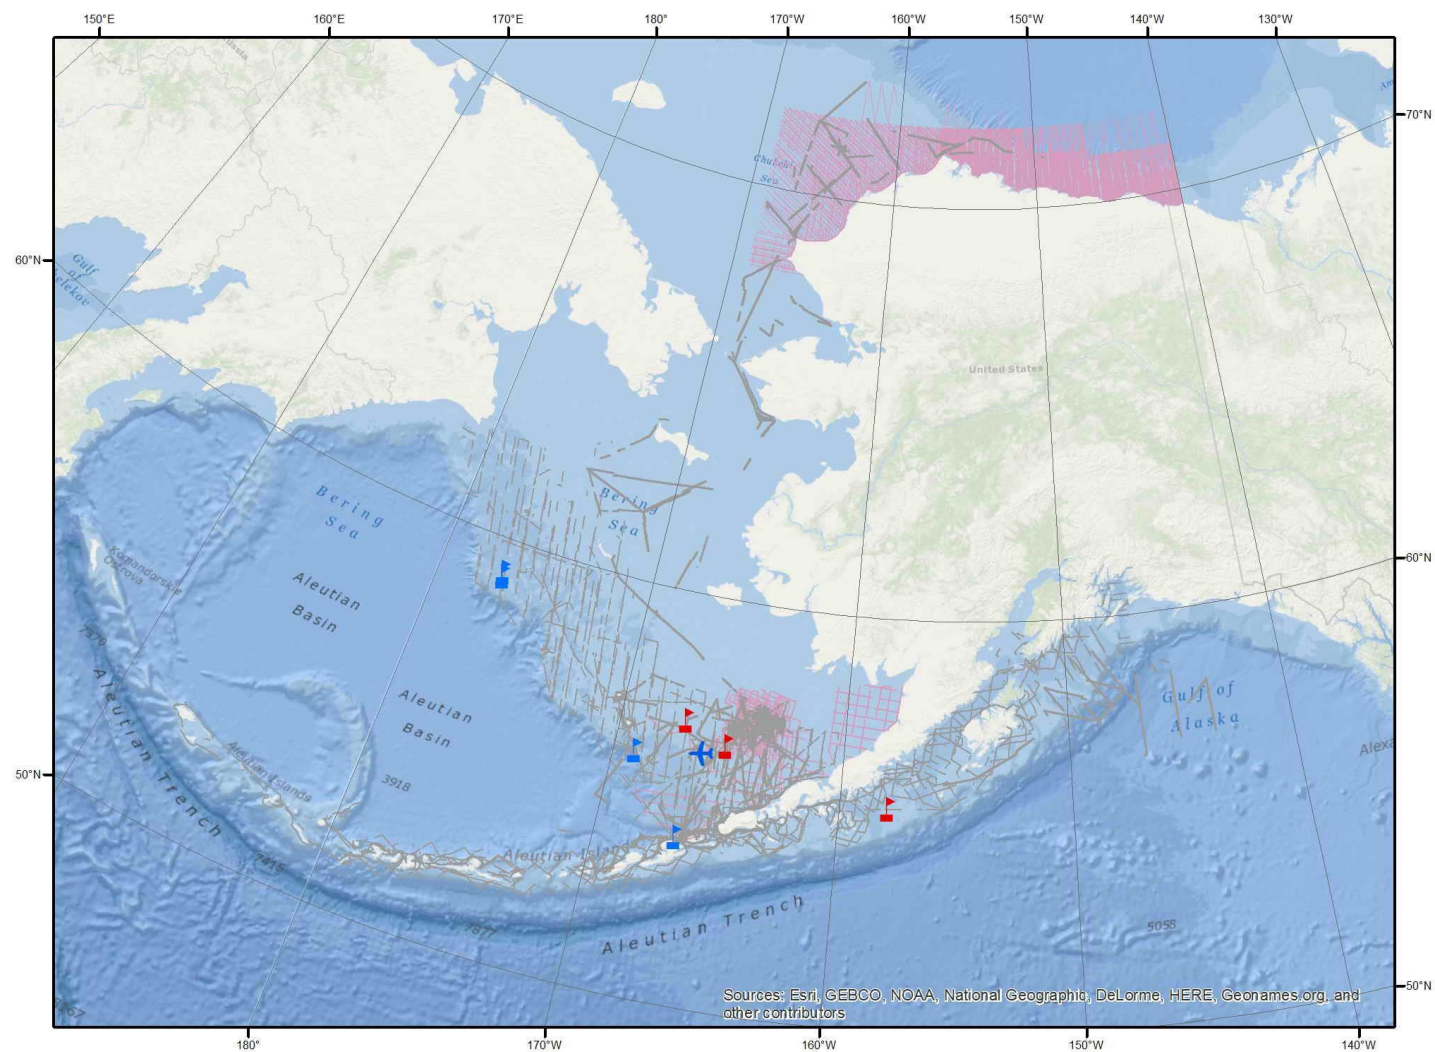 150°E
160°E
170°E
180°
170°W
160°W
150°W
140°W
130°W
70°N
Chukchi
Sea
60°N
Gulf
of
United States
Bering
Sea
Bering
Sea
Komandorskie
Ostrova
Aleutian
Basin
60°N
7570
Gulf of
Alaska
Aleutian
Basin
Aleutian Islands
3918
50°N
Aleutian Trench
Aleutian Islands
7415
7877
Aleutian Trench
5058
50°N
Sources: Esri, GEBCO, NOAA, National Geographic, DeLorme, HERE, Geonames.org, and
other contributors
180°
170°W
160°W
150°W
140°W